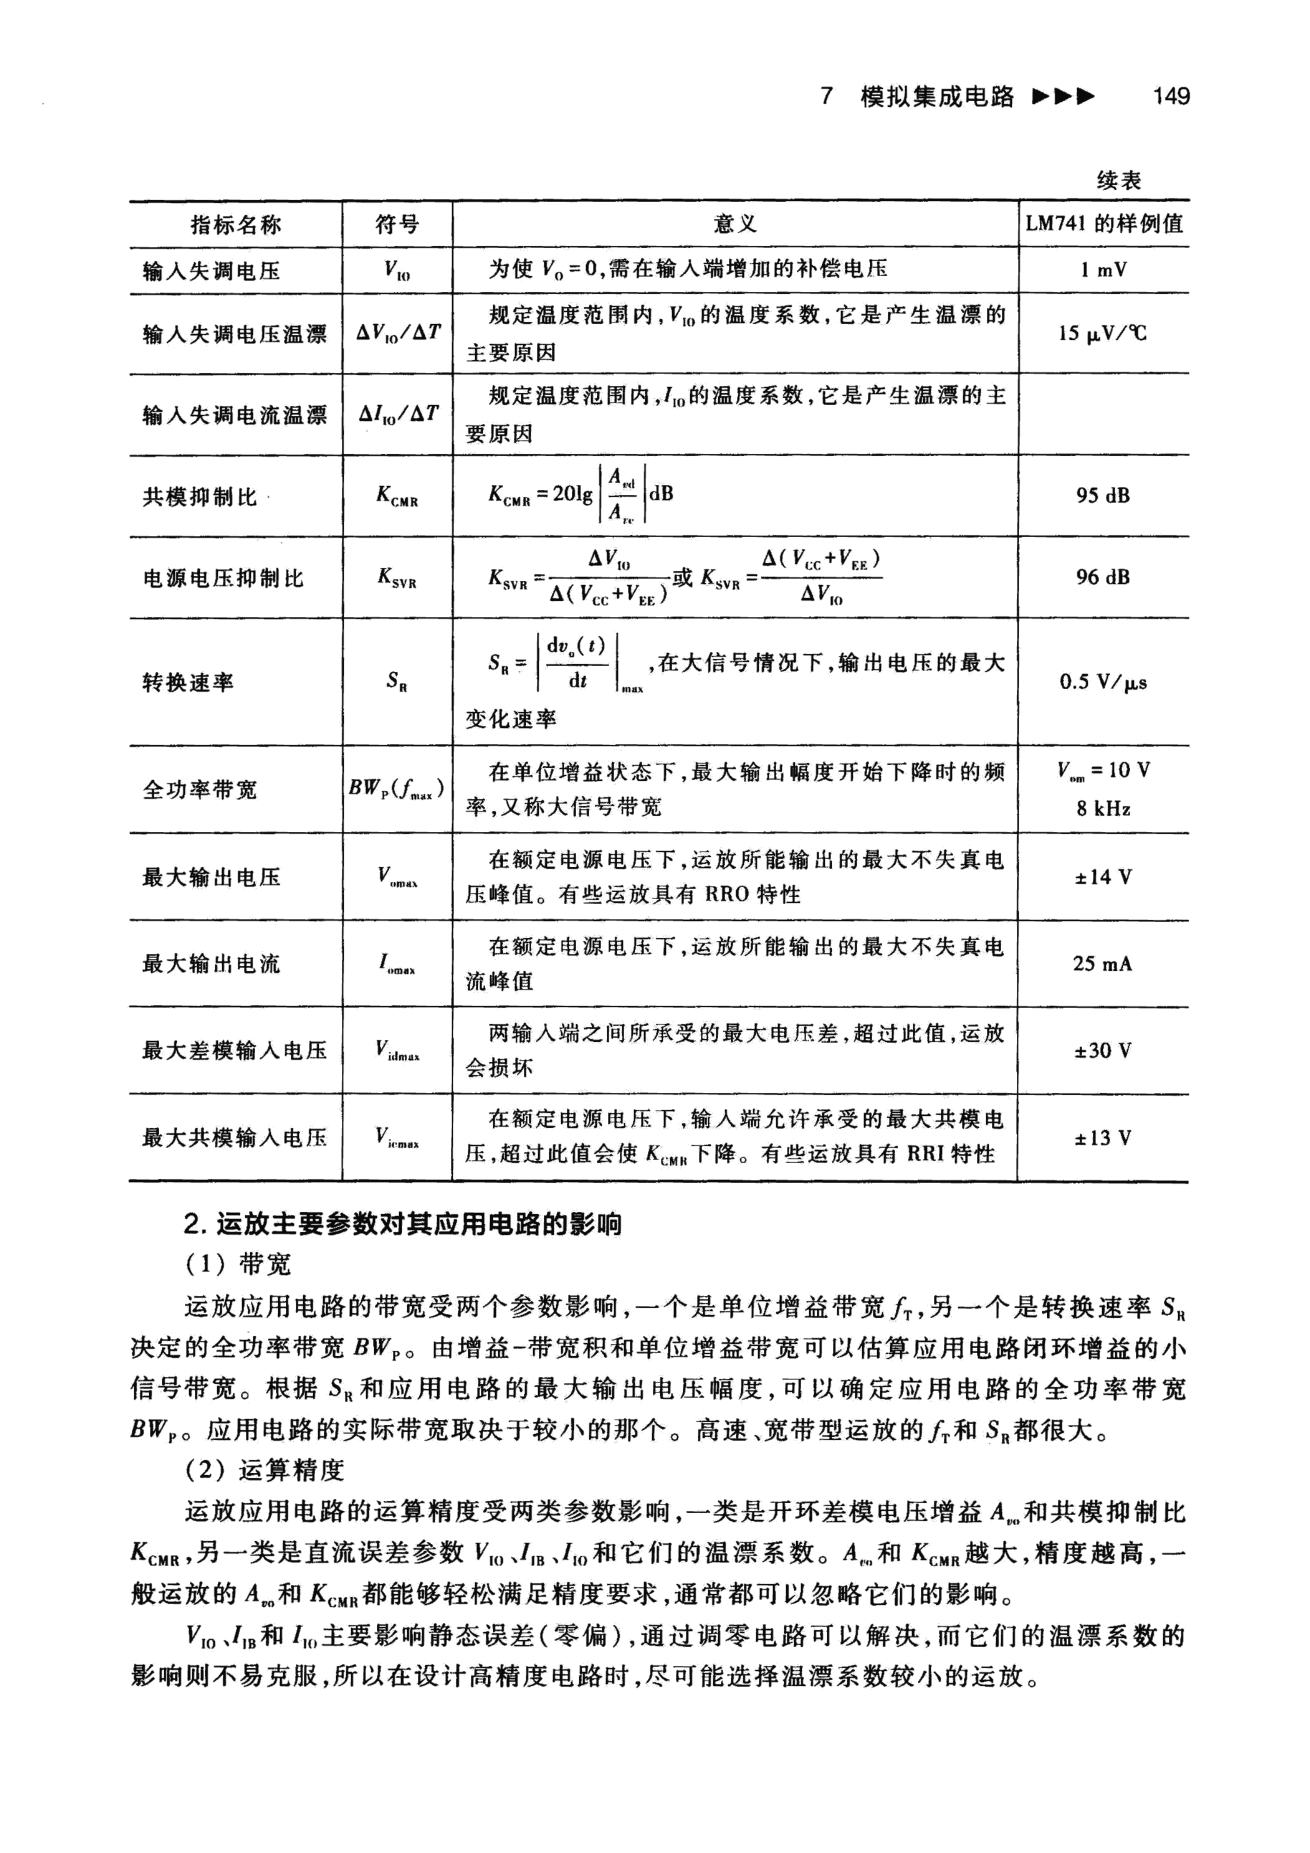 7 模拟集成电路 ▶▶▶ 149
续表
指标名称 符号 意义 LM741 的样例值
输入失调电压 V_IO 为使 V_o=0,需在输入端增加的补偿电压 1 mV
输入失调电压温漂 ΔV_IO/ΔT 规定温度范围内,V_IO的温度系数,它是产生温漂的
主要原因 15 μV/℃
输入失调电流温漂 ΔI_IO/ΔT 规定温度范围内,I_IO的温度系数,它是产生温漂的主
要原因
共模抑制比 K_CMR K_CMR=20lg|A_vd/A_vc|dB 95 dB
电源电压抑制比 K_SVR K_SVR=ΔV_IO/Δ(V_CC+V_EE)或 K_SVR=Δ(V_CC+V_EE)/ΔV_IO 96 dB
转换速率 S_R S_R=|dv_o(t)/dt|_max,在大信号情况下,输出电压的最大
变化速率 0.5 V/μs
全功率带宽 BW_P(f_max) 在单位增益状态下,最大输出幅度开始下降时的频
率,又称大信号带宽 V_om=10 V
8 kHz
最大输出电压 V_omax 在额定电源电压下,运放所能输出的最大不失真电
压峰值。有些运放具有 RRO 特性 ±14 V
最大输出电流 I_omax 在额定电源电压下,运放所能输出的最大不失真电
流峰值 25 mA
最大差模输入电压 V_idmax 两输入端之间所承受的最大电压差,超过此值,运放
会损坏 ±30 V
最大共模输入电压 V_icmax 在额定电源电压下,输入端允许承受的最大共模电
压,超过此值会使 K_CMR下降。有些运放具有 RRI 特性 ±13 V
2. 运放主要参数对其应用电路的影响
(1) 带宽
运放应用电路的带宽受两个参数影响,一个是单位增益带宽 f_T,另一个是转换速率 S_R
决定的全功率带宽 BW_P。由增益-带宽积和单位增益带宽可以估算应用电路闭环增益的小
信号带宽。根据 S_R和应用电路的最大输出电压幅度,可以确定应用电路的全功率带宽
BW_P。应用电路的实际带宽取决于较小的那个。高速、宽带型运放的 f_T和 S_R都很大。
(2) 运算精度
运放应用电路的运算精度受两类参数影响,一类是开环差模电压增益 A_vo和共模抑制比
K_CMR,另一类是直流误差参数 V_IO、I_IB、I_IO和它们的温漂系数。A_vo和 K_CMR越大,精度越高,一
般运放的 A_vo和 K_CMR都能够轻松满足精度要求,通常都可以忽略它们的影响。
V_IO、I_IB和 I_IO主要影响静态误差(零偏),通过调零电路可以解决,而它们的温漂系数的
影响则不易克服,所以在设计高精度电路时,尽可能选择温漂系数较小的运放。